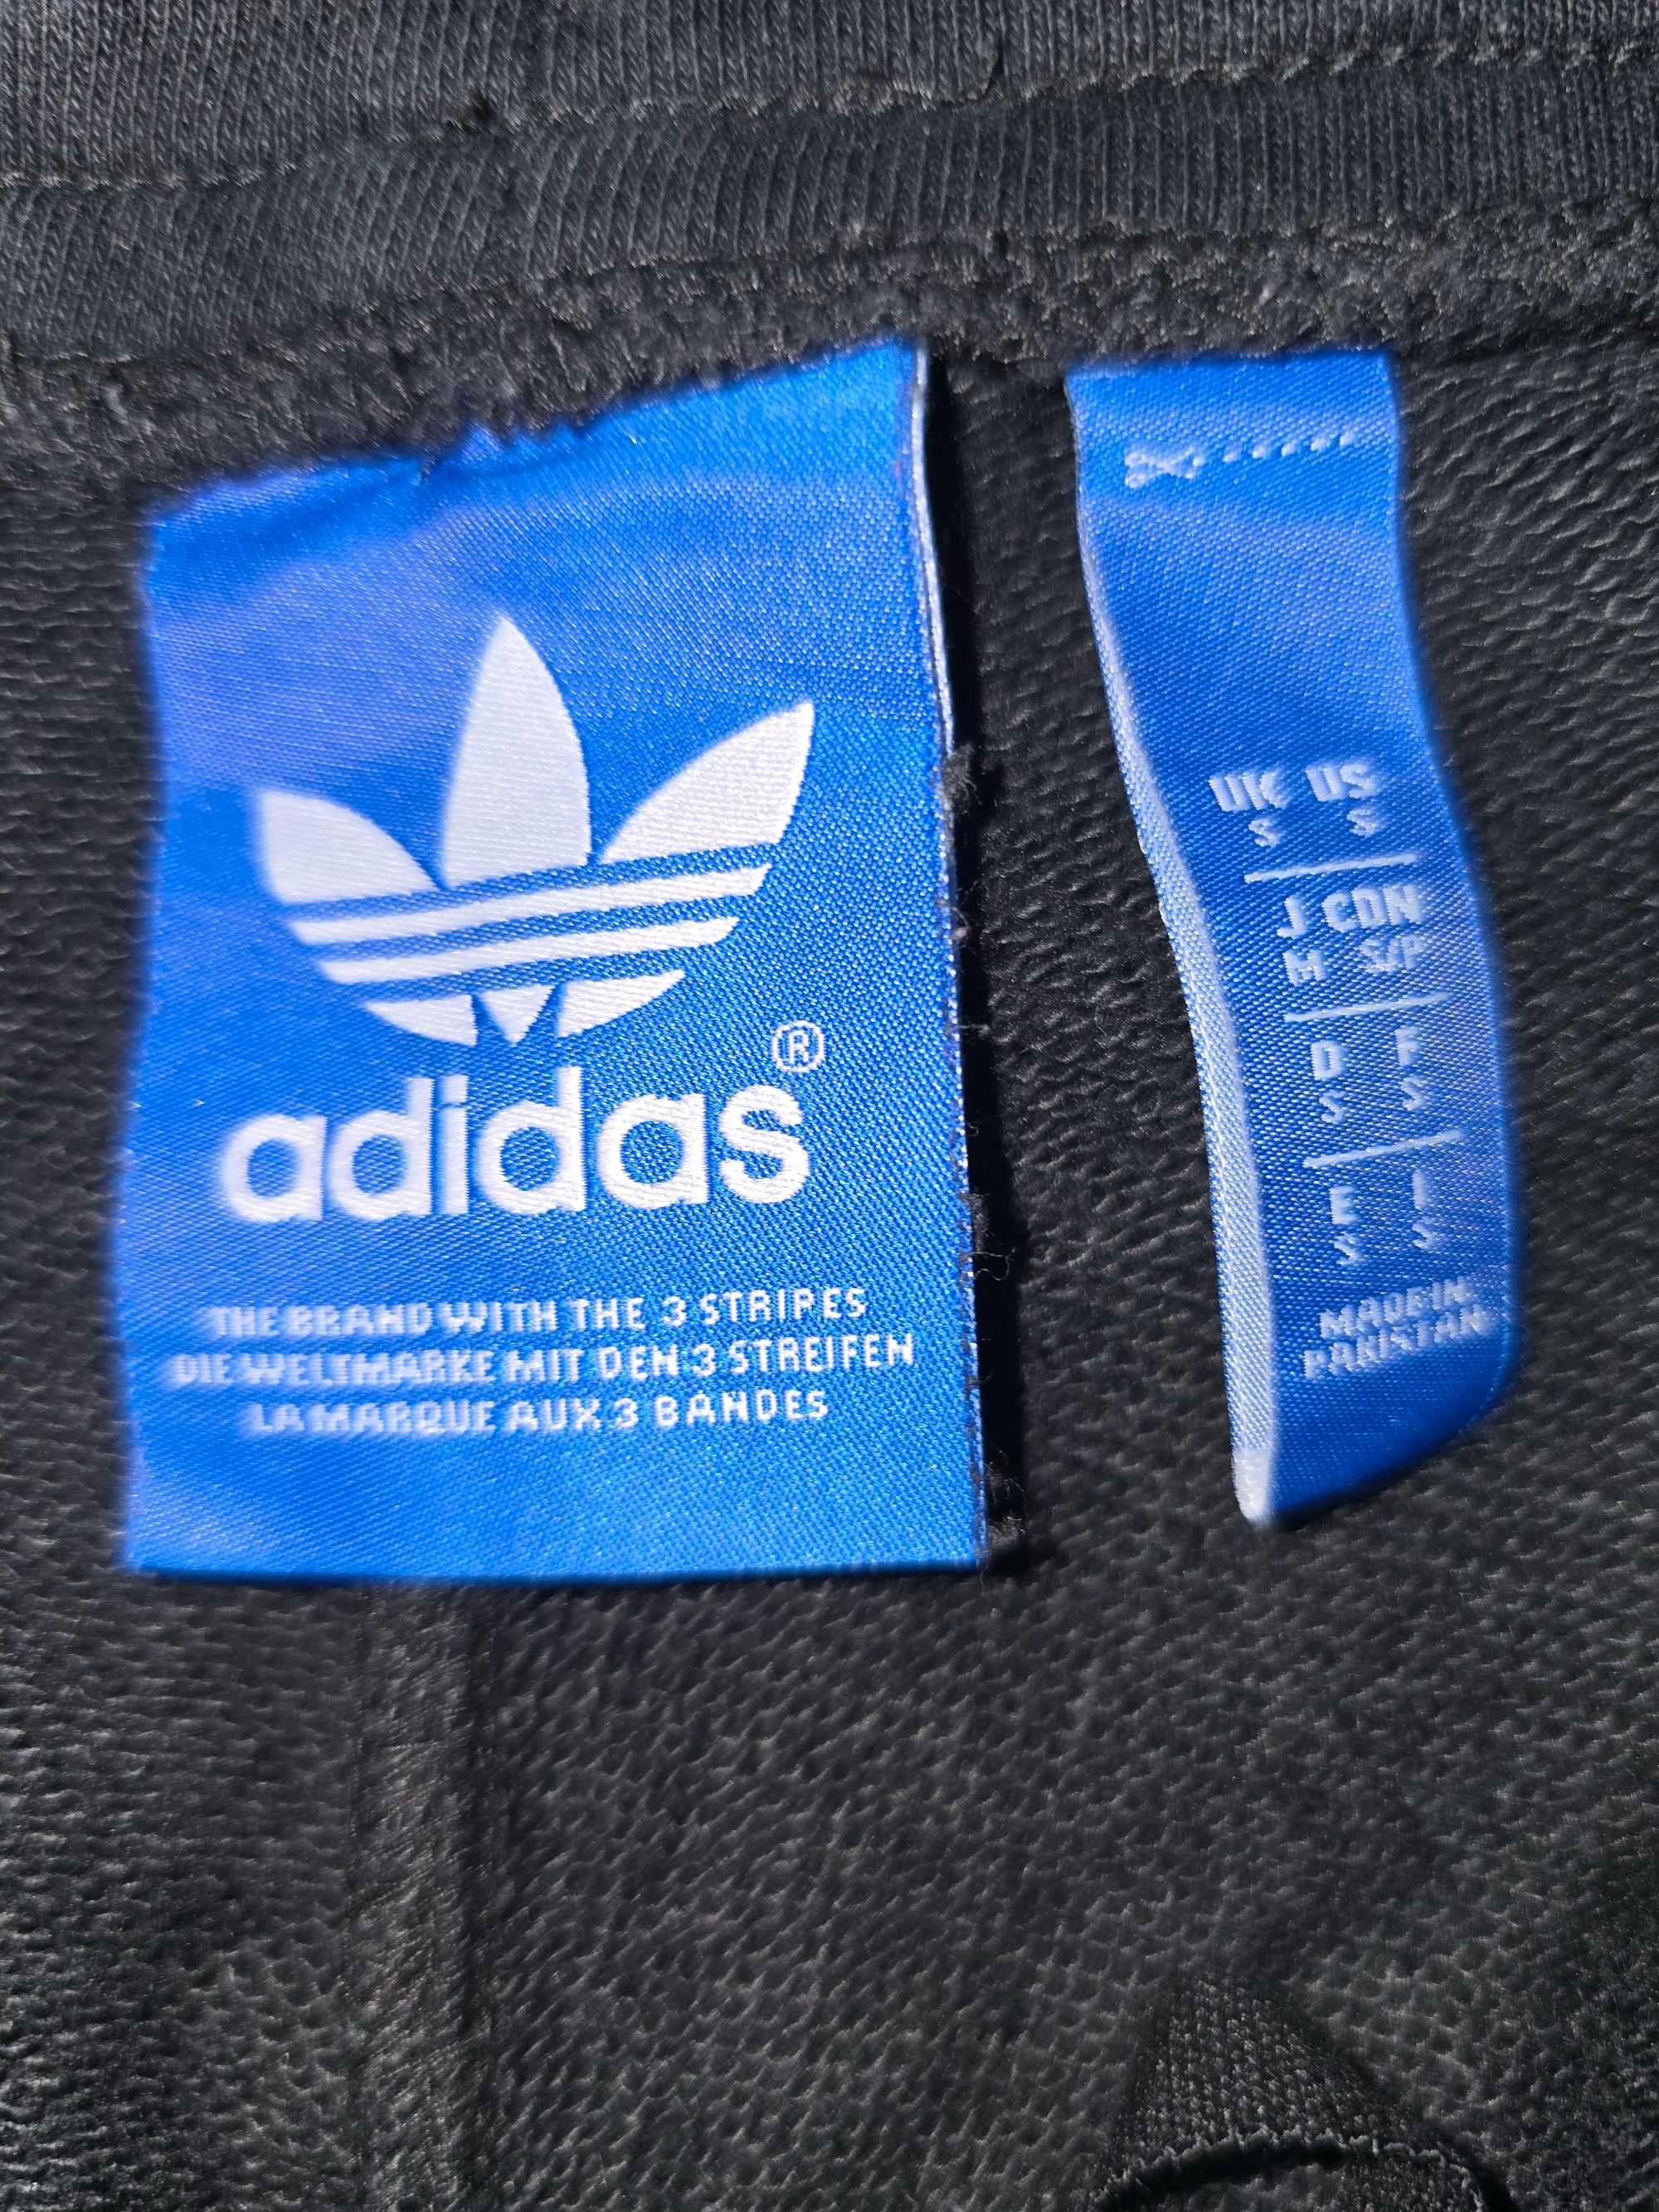 ®
adidas
THE BRAND WITH THE 3 STRIPES
DIE WELTMARKE MIT DEN 3 STREIFEN
LA MARQUE AUX 3 BANDES
UK US
S S
J CDN
M S/P
D F
S S
E I
S S
MADE IN
PAKISTAN